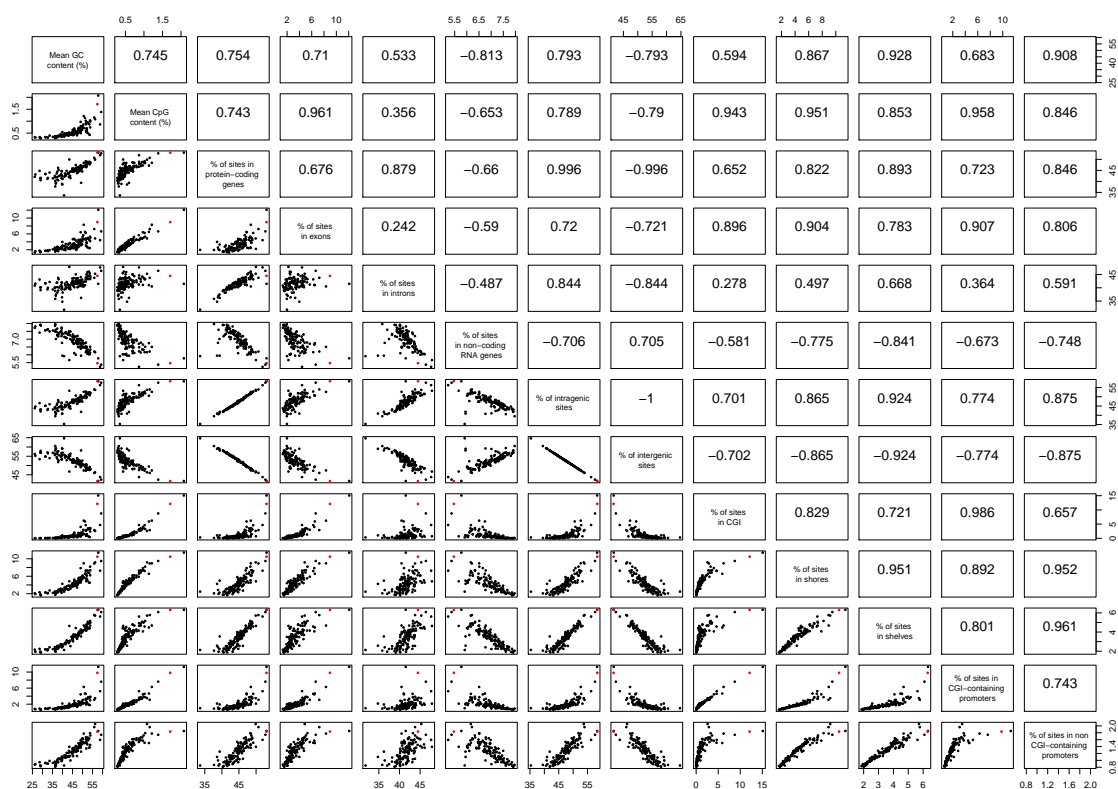 0.5 1.5
2 6 10
5.5 6.5 7.5
45 55 65
2 4 6 8
2 6 10
Mean GC
content (%)
0.745 0.754 0.71 0.533 −0.813 0.793 −0.793 0.594 0.867 0.928 0.683 0.908
25 40 55
0.5 1.5
Mean CpG
content (%)
0.743 0.961 0.356 −0.653 0.789 −0.79 0.943 0.951 0.853 0.958 0.846
% of sites in
protein−coding
genes
0.676 0.879 −0.66 0.996 −0.996 0.652 0.822 0.893 0.723 0.846
35 45
2 6 10
% of sites
in exons
0.242 −0.59 0.72 −0.721 0.896 0.904 0.783 0.907 0.806
% of sites
in introns
−0.487 0.844 −0.844 0.278 0.497 0.668 0.364 0.591
35 45
5.5 7.0
% of sites
in non−coding
RNA genes
−0.706 0.705 −0.581 −0.775 −0.841 −0.673 −0.748
% of intragenic
sites
−1 0.701 0.865 0.924 0.774 0.875
35 45 55
45 55 65
% of intergenic
sites
−0.702 −0.865 −0.924 −0.774 −0.875
% of sites
in CGI
0.829 0.721 0.986 0.657
0 5 15
2 6 10
% of sites
in shores
0.951 0.892 0.952
% of sites
in shelves
0.801 0.961
2 4 6
2 6 10
% of sites in
CGI−containing
promoters
0.743
% of sites in non
CGI−containing
promoters
0.8 1.4 2.0
25 35 45 55
35 45
35 40 45
35 45 55
0 5 10 15
2 3 4 5 6
0.8 1.2 1.6 2.0